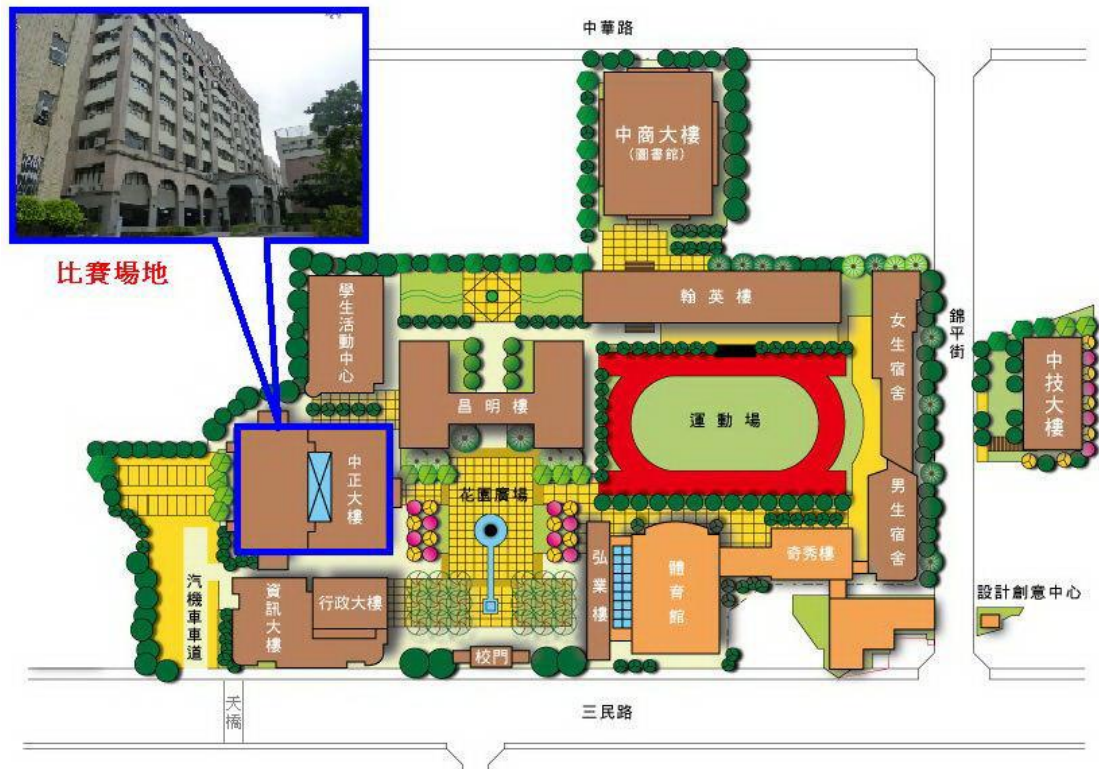 中華路
中商大樓
(圖書館)
比賽場地
學生活動中心
翰英樓
女生宿舍
錦平街
中技大樓
昌明樓
運動場
中正大樓
花園廣場
男生宿舍
弘業樓
體育館
奇秀樓
汽機車車道
資訊大樓
行政大樓
設計創意中心
校門
天橋
三民路